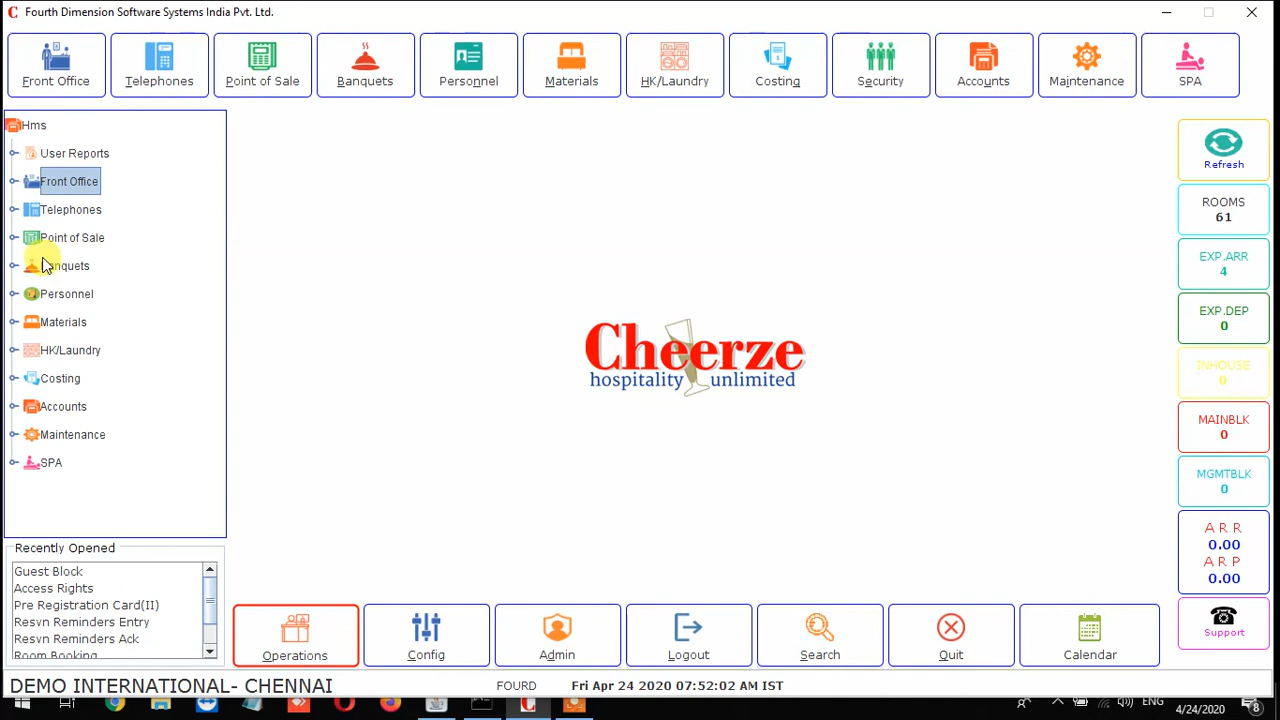 Fourth Dimension Software Systems India Pvt. Ltd.
Front Office
Telephones
Point of Sale
Banquets
Personnel
Materials
HK/Laundry
Costing
Security
Accounts
Maintenance
SPA
Hms
User Reports
Front Office
Telephones
Point of Sale
Personnel
Materials
HK/Laundry
Costing
Accounts
Maintenance
SPA
Cheerze
hospitality unlimited
Refresh
ROOMS
61
EXP.ARR
4
EXP.DEP
0
INHOUSE
0
MAINBLK
0
MGMTBLK
0
A R R
0.00
A R P
0.00
Support
Recently Opened
Guest Block
Access Rights
Pre Registration Card(II)
Resvn Reminders Entry
Resvn Reminders Ack
Room Booking
Operations
Config
Admin
Logout
Search
Quit
Calendar
DEMO INTERNATIONAL- CHENNAI
FOURD
Fri Apr 24 2020 07:52:02 AM IST
ENG
4/24/2020
8